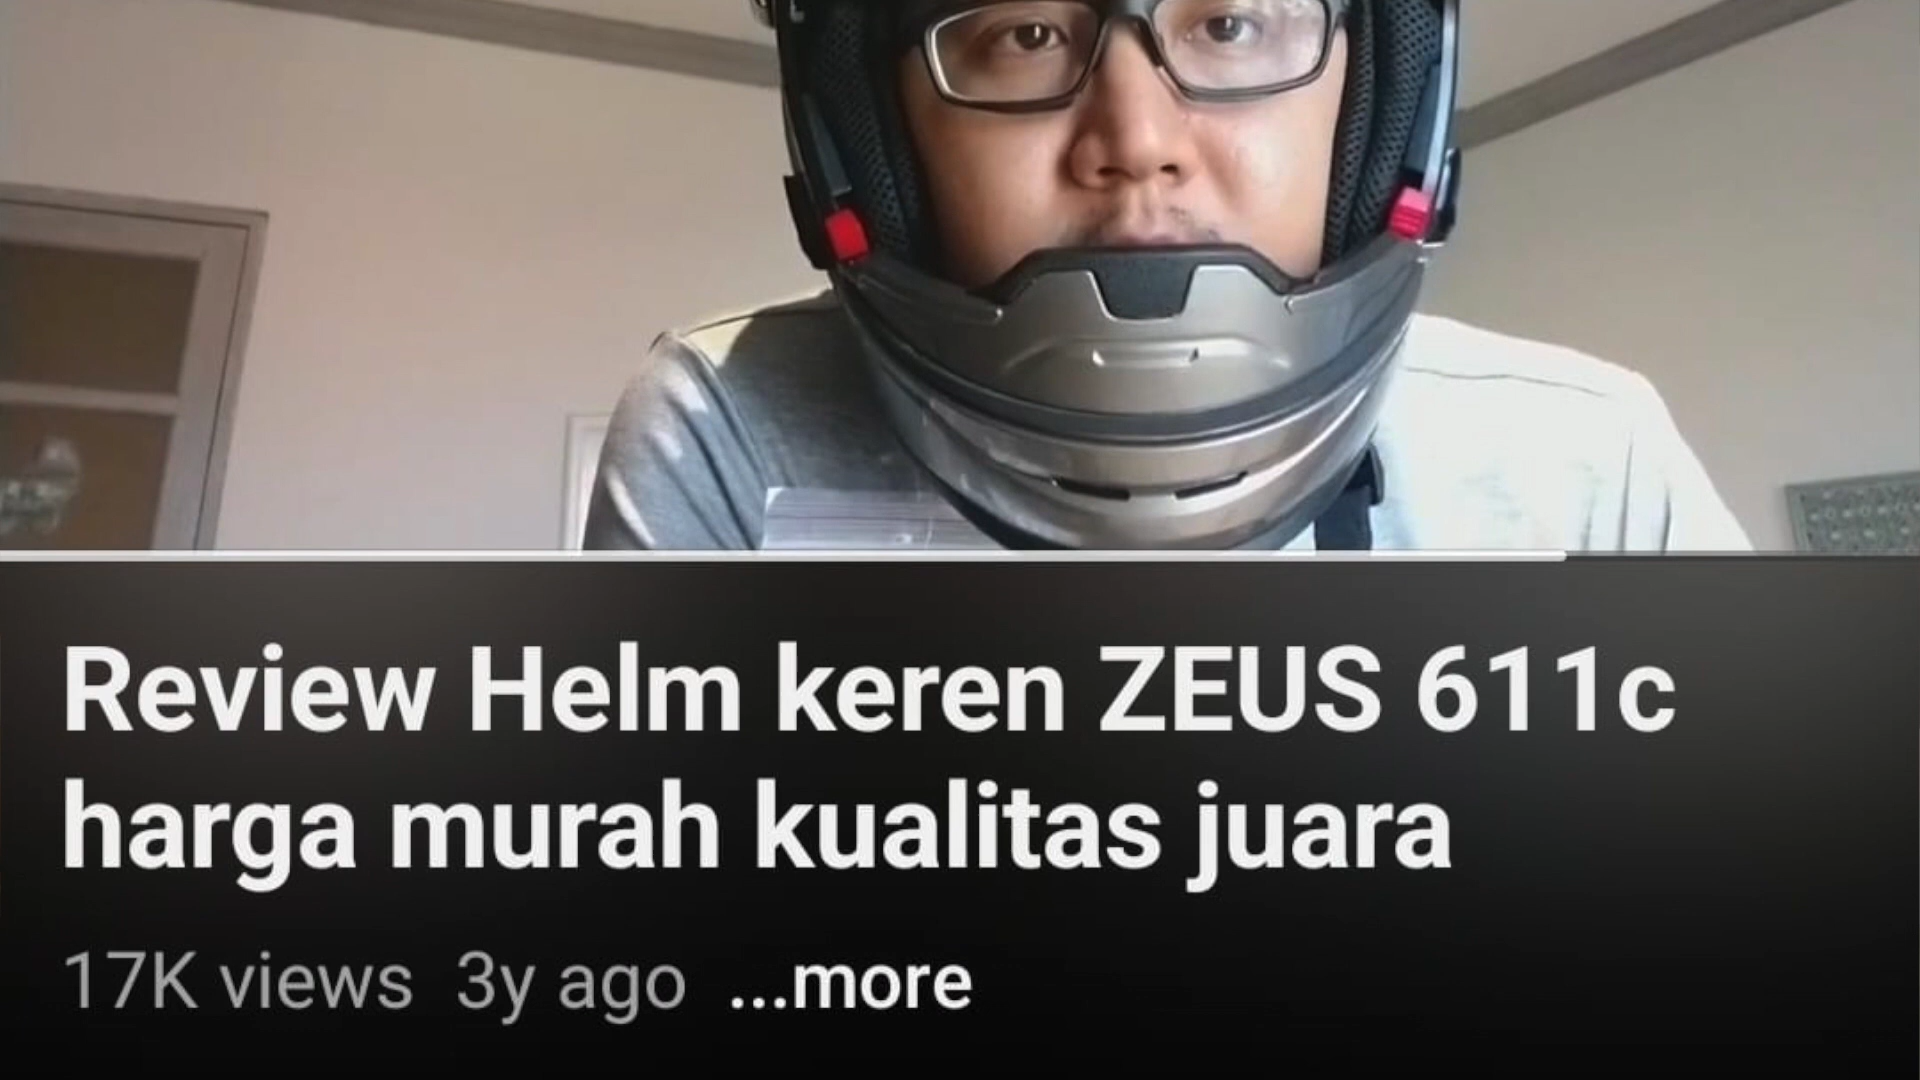 Review Helm keren ZEUS 611c
harga murah kualitas juara
17K views 3y ago ...more